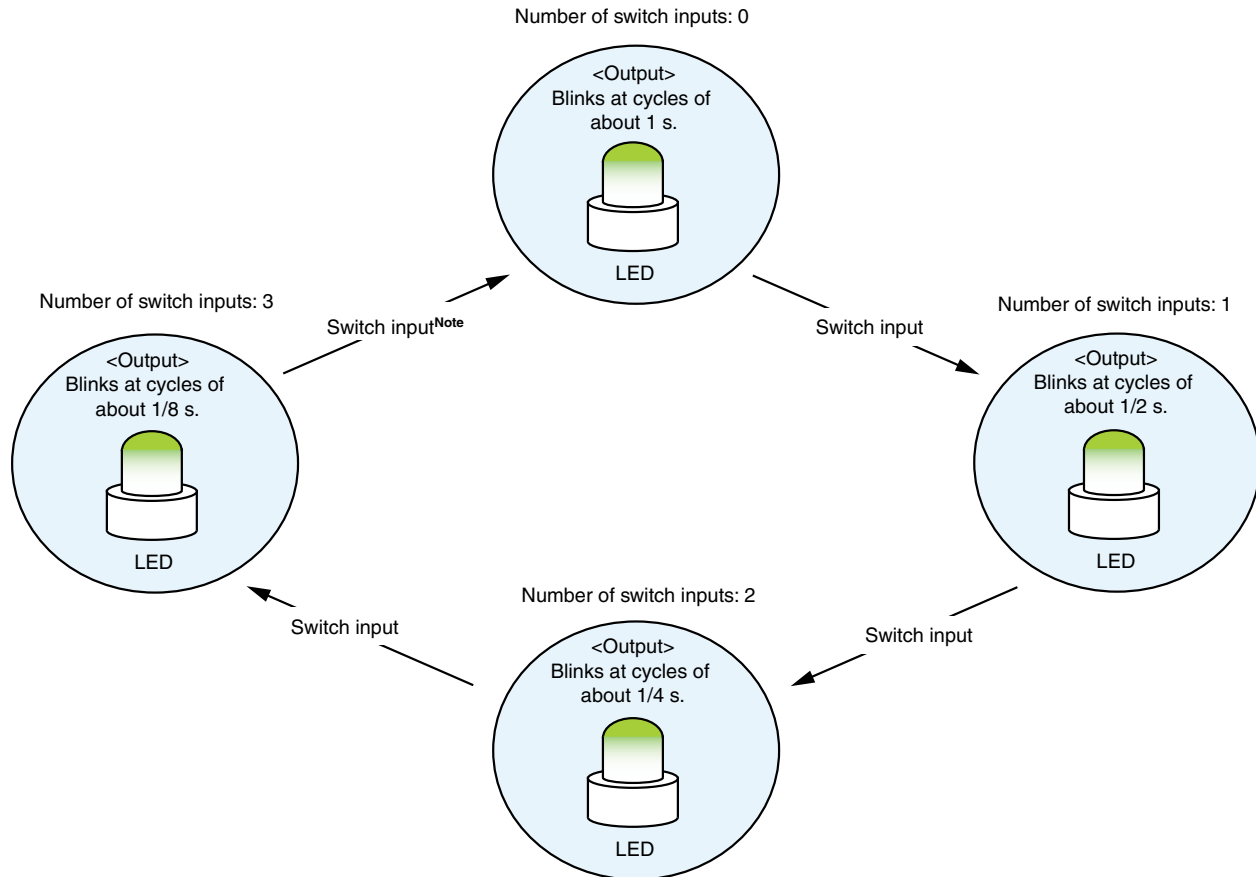 Number of switch inputs: 0
<Output>
Blinks at cycles of
about 1 s.
LED
Switch input
Number of switch inputs: 1
<Output>
Blinks at cycles of
about 1/2 s.
LED
Switch input
Number of switch inputs: 2
<Output>
Blinks at cycles of
about 1/4 s.
LED
Switch input
Number of switch inputs: 3
<Output>
Blinks at cycles of
about 1/8 s.
LED
Switch inputNote